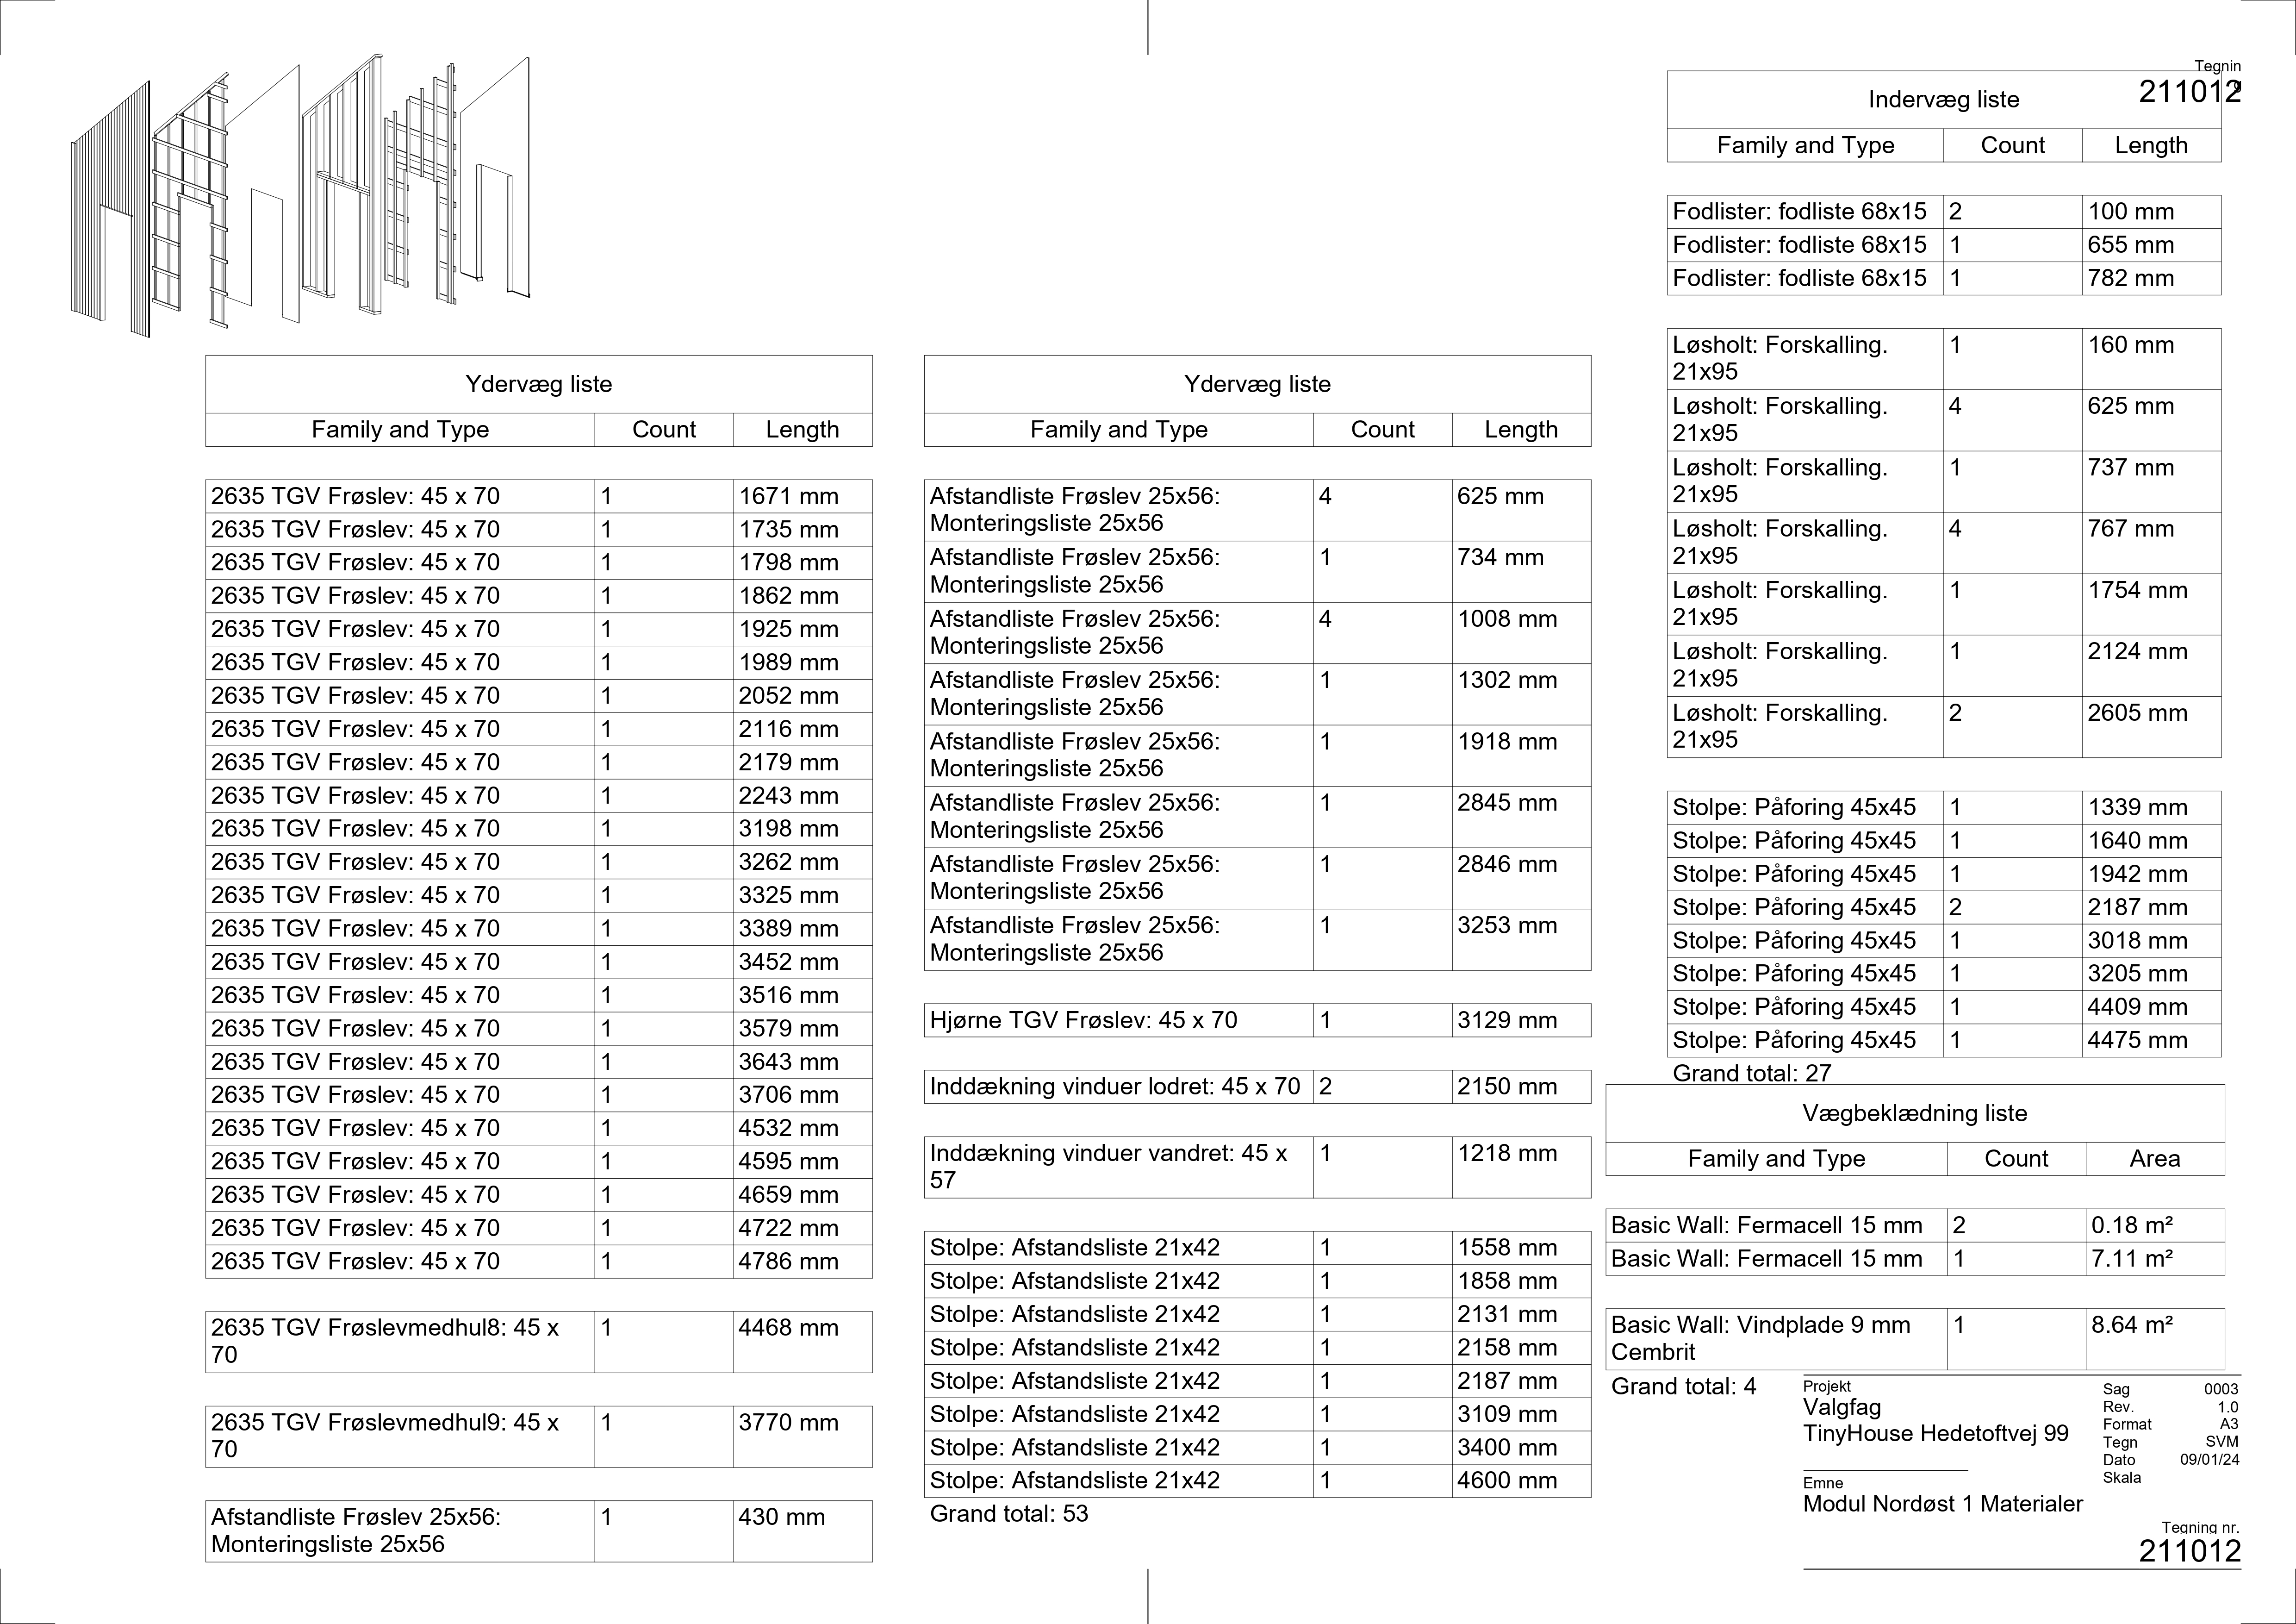 Tegnin
g
211012
Indervæg liste
Family and Type Count Length
Fodlister: fodliste 68x15 2 100 mm
Fodlister: fodliste 68x15 1 655 mm
Fodlister: fodliste 68x15 1 782 mm
Løsholt: Forskalling. 1 160 mm
21x95
Løsholt: Forskalling. 4 625 mm
21x95
Løsholt: Forskalling. 1 737 mm
21x95
Løsholt: Forskalling. 4 767 mm
21x95
Løsholt: Forskalling. 1 1754 mm
21x95
Løsholt: Forskalling. 1 2124 mm
21x95
Løsholt: Forskalling. 2 2605 mm
21x95
Stolpe: Påforing 45x45 1 1339 mm
Stolpe: Påforing 45x45 1 1640 mm
Stolpe: Påforing 45x45 1 1942 mm
Stolpe: Påforing 45x45 2 2187 mm
Stolpe: Påforing 45x45 1 3018 mm
Stolpe: Påforing 45x45 1 3205 mm
Stolpe: Påforing 45x45 1 4409 mm
Stolpe: Påforing 45x45 1 4475 mm
Grand total: 27
Ydervæg liste
Family and Type Count Length
2635 TGV Frøslev: 45 x 70 1 1671 mm
2635 TGV Frøslev: 45 x 70 1 1735 mm
2635 TGV Frøslev: 45 x 70 1 1798 mm
2635 TGV Frøslev: 45 x 70 1 1862 mm
2635 TGV Frøslev: 45 x 70 1 1925 mm
2635 TGV Frøslev: 45 x 70 1 1989 mm
2635 TGV Frøslev: 45 x 70 1 2052 mm
2635 TGV Frøslev: 45 x 70 1 2116 mm
2635 TGV Frøslev: 45 x 70 1 2179 mm
2635 TGV Frøslev: 45 x 70 1 2243 mm
2635 TGV Frøslev: 45 x 70 1 3198 mm
2635 TGV Frøslev: 45 x 70 1 3262 mm
2635 TGV Frøslev: 45 x 70 1 3325 mm
2635 TGV Frøslev: 45 x 70 1 3389 mm
2635 TGV Frøslev: 45 x 70 1 3452 mm
2635 TGV Frøslev: 45 x 70 1 3516 mm
2635 TGV Frøslev: 45 x 70 1 3579 mm
2635 TGV Frøslev: 45 x 70 1 3643 mm
2635 TGV Frøslev: 45 x 70 1 3706 mm
2635 TGV Frøslev: 45 x 70 1 4532 mm
2635 TGV Frøslev: 45 x 70 1 4595 mm
2635 TGV Frøslev: 45 x 70 1 4659 mm
2635 TGV Frøslev: 45 x 70 1 4722 mm
2635 TGV Frøslev: 45 x 70 1 4786 mm
2635 TGV Frøslevmedhul8: 45 x 1 4468 mm
70
2635 TGV Frøslevmedhul9: 45 x 1 3770 mm
70
Afstandliste Frøslev 25x56: 1 430 mm
Monteringsliste 25x56
Ydervæg liste
Family and Type Count Length
Afstandliste Frøslev 25x56: 4 625 mm
Monteringsliste 25x56
Afstandliste Frøslev 25x56: 1 734 mm
Monteringsliste 25x56
Afstandliste Frøslev 25x56: 4 1008 mm
Monteringsliste 25x56
Afstandliste Frøslev 25x56: 1 1302 mm
Monteringsliste 25x56
Afstandliste Frøslev 25x56: 1 1918 mm
Monteringsliste 25x56
Afstandliste Frøslev 25x56: 1 2845 mm
Monteringsliste 25x56
Afstandliste Frøslev 25x56: 1 2846 mm
Monteringsliste 25x56
Afstandliste Frøslev 25x56: 1 3253 mm
Monteringsliste 25x56
Hjørne TGV Frøslev: 45 x 70 1 3129 mm
Inddækning vinduer lodret: 45 x 70 2 2150 mm
Inddækning vinduer vandret: 45 x 1 1218 mm
57
Stolpe: Afstandsliste 21x42 1 1558 mm
Stolpe: Afstandsliste 21x42 1 1858 mm
Stolpe: Afstandsliste 21x42 1 2131 mm
Stolpe: Afstandsliste 21x42 1 2158 mm
Stolpe: Afstandsliste 21x42 1 2187 mm
Stolpe: Afstandsliste 21x42 1 3109 mm
Stolpe: Afstandsliste 21x42 1 3400 mm
Stolpe: Afstandsliste 21x42 1 4600 mm
Grand total: 53
Vægbeklædning liste
Family and Type Count Area
Basic Wall: Fermacell 15 mm 2 0.18 m²
Basic Wall: Fermacell 15 mm 1 7.11 m²
Basic Wall: Vindplade 9 mm 1 8.64 m²
Cembrit
Grand total: 4
Projekt
Valgfag
TinyHouse Hedetoftvej 99
Emne
Modul Nordøst 1 Materialer
Sag 0003
Rev. 1.0
Format A3
Tegn SVM
Dato 09/01/24
Skala
Tegning nr.
211012